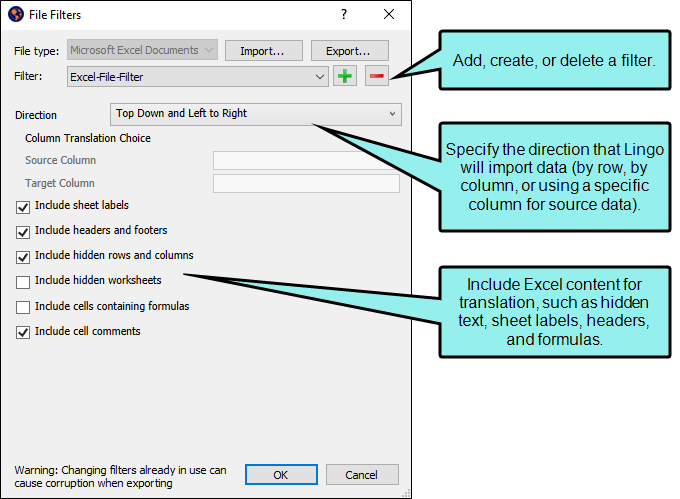 File Filters
?
File type: Microsoft Excel Documents Import... Export...
Filter: Excel-File-Filter
Direction Top Down and Left to Right
Column Translation Choice
Source Column
Target Column
Include sheet labels
Include headers and footers
Include hidden rows and columns
Include hidden worksheets
Include cells containing formulas
Include cell comments
Warning: Changing filters already in use can
cause corruption when exporting
OK Cancel
Add, create, or delete a filter.
Specify the direction that Lingo
will import data (by row, by
column, or using a specific
column for source data).
Include Excel content for
translation, such as hidden
text, sheet labels, headers,
and formulas.